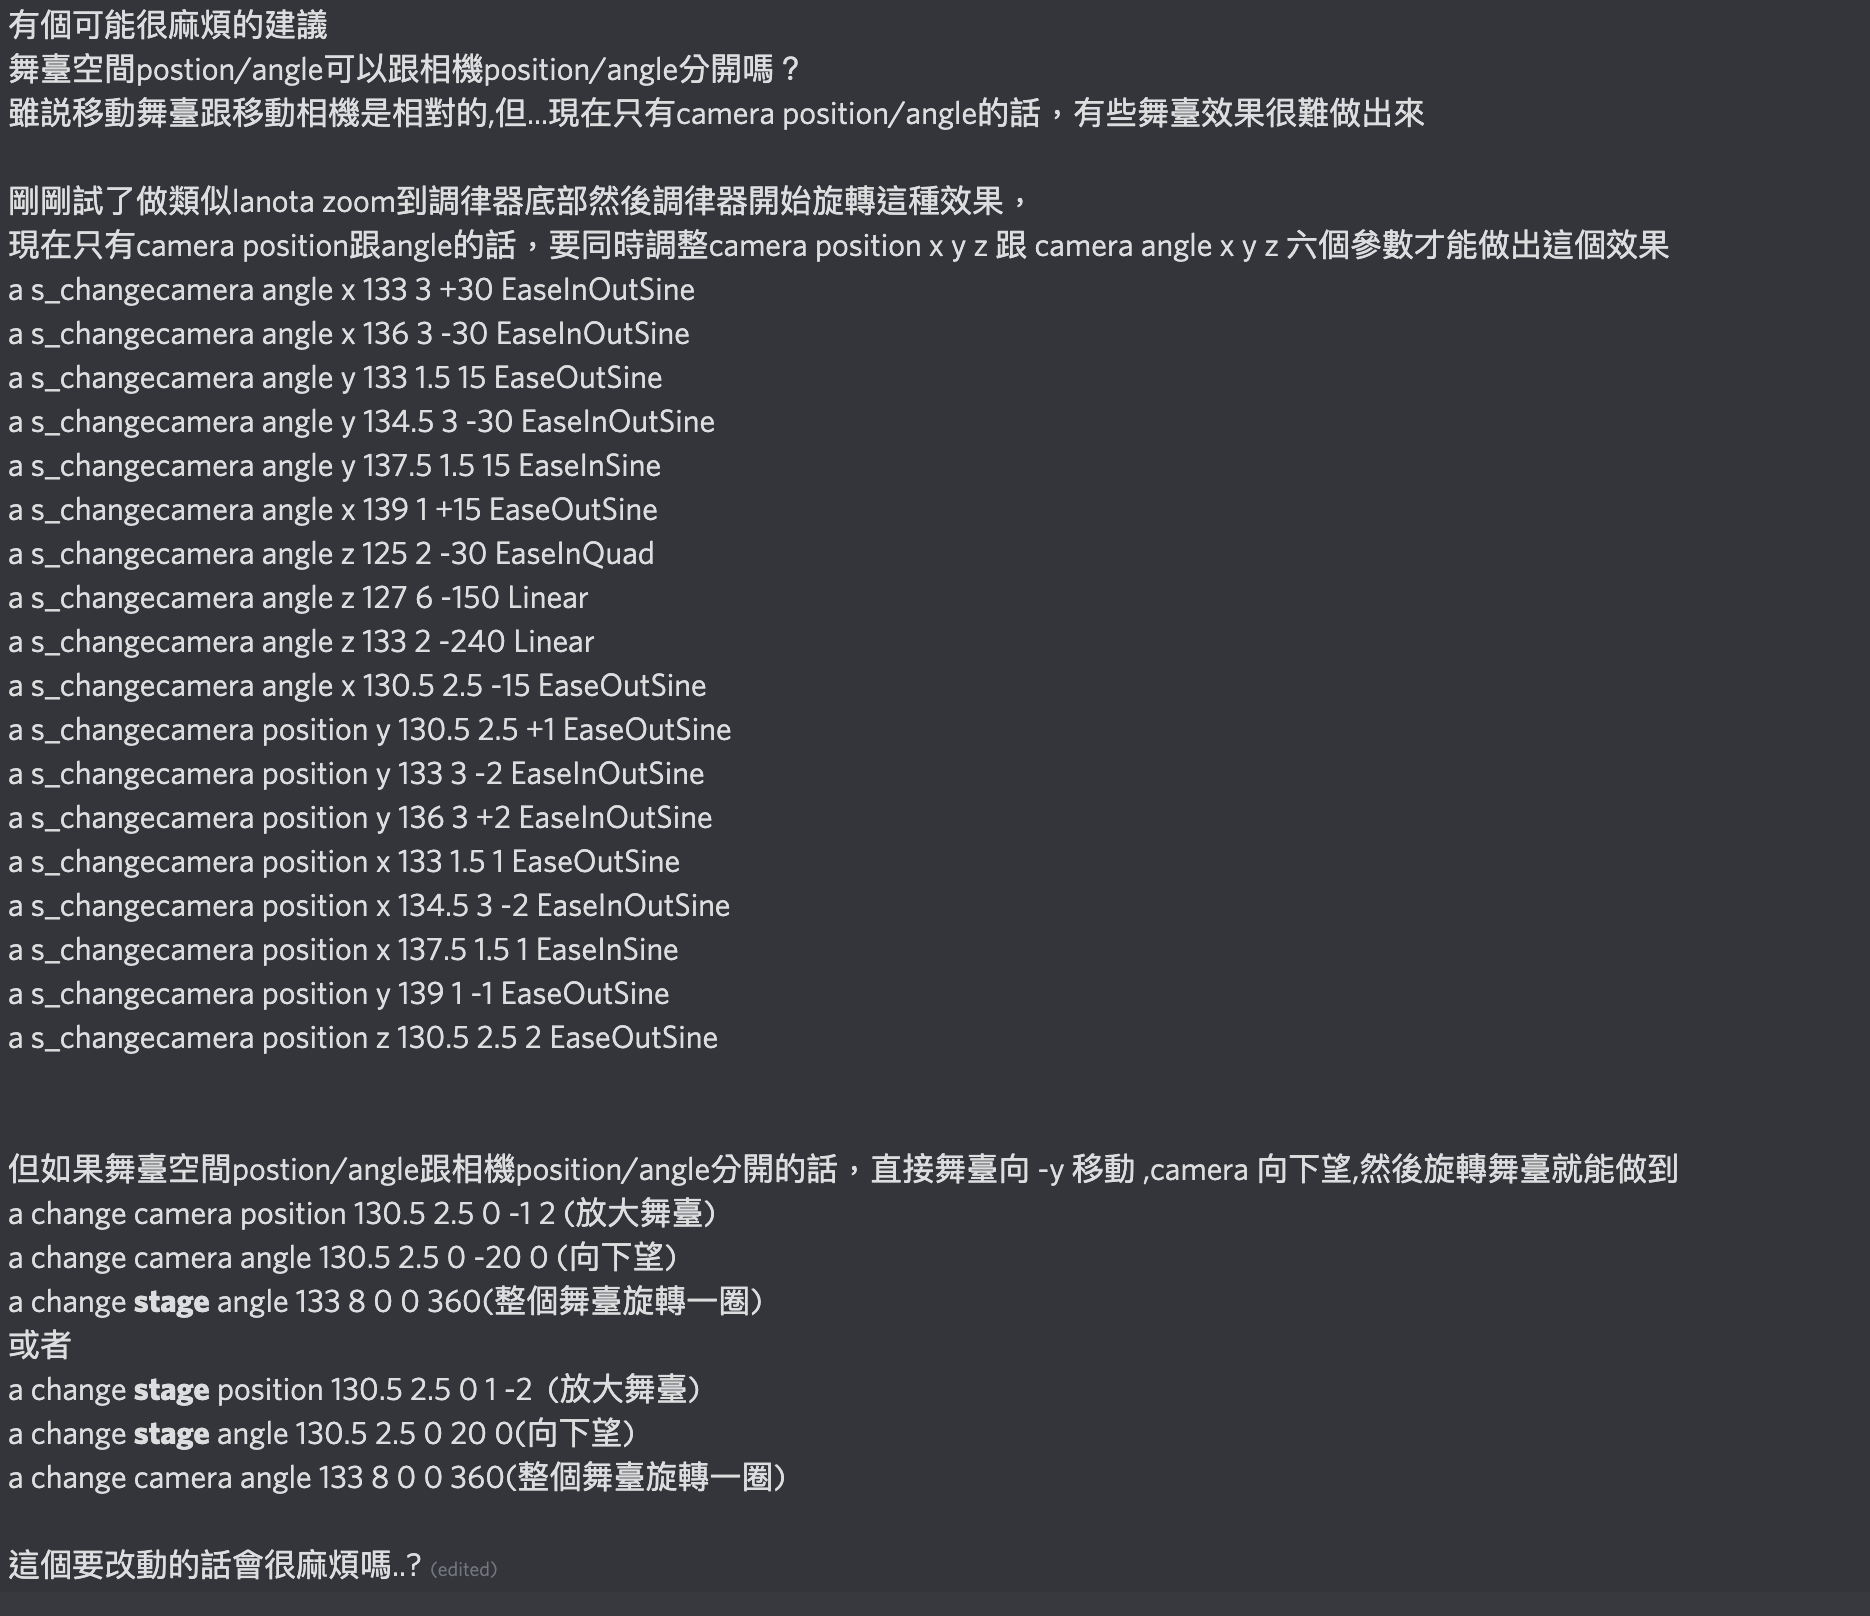 有個可能很麻煩的建議
舞臺空間postion/angle可以跟相機position/angle分開嗎？
雖説移動舞臺跟移動相機是相對的,但...現在只有camera position/angle的話，有些舞臺效果很難做出來
剛剛試了做類似lanota zoom到調律器底部然後調律器開始旋轉這種效果，
現在只有camera position跟angle的話，要同時調整camera position x y z 跟 camera angle x y z 六個參數才能做出這個效果
a s_changecamera angle x 133 3 +30 EaseInOutSine
a s_changecamera angle x 136 3 -30 EaseInOutSine
a s_changecamera angle y 133 1.5 15 EaseOutSine
a s_changecamera angle y 134.5 3 -30 EaseInOutSine
a s_changecamera angle y 137.5 1.5 15 EaseInSine
a s_changecamera angle x 139 1 +15 EaseOutSine
a s_changecamera angle z 125 2 -30 EaseInQuad
a s_changecamera angle z 127 6 -150 Linear
a s_changecamera angle z 133 2 -240 Linear
a s_changecamera angle x 130.5 2.5 -15 EaseOutSine
a s_changecamera position y 130.5 2.5 +1 EaseOutSine
a s_changecamera position y 133 3 -2 EaseInOutSine
a s_changecamera position y 136 3 +2 EaseInOutSine
a s_changecamera position x 133 1.5 1 EaseOutSine
a s_changecamera position x 134.5 3 -2 EaseInOutSine
a s_changecamera position x 137.5 1.5 1 EaseInSine
a s_changecamera position y 139 1 -1 EaseOutSine
a s_changecamera position z 130.5 2.5 2 EaseOutSine
但如果舞臺空間postion/angle跟相機position/angle分開的話，直接舞臺向 -y 移動 ,camera 向下望,然後旋轉舞臺就能做到
a change camera position 130.5 2.5 0 -1 2 (放大舞臺)
a change camera angle 130.5 2.5 0 -20 0 (向下望)
a change stage angle 133 8 0 0 360(整個舞臺旋轉一圈)
或者
a change stage position 130.5 2.5 0 1 -2 (放大舞臺)
a change stage angle 130.5 2.5 0 20 0(向下望)
a change camera angle 133 8 0 0 360(整個舞臺旋轉一圈)
這個要改動的話會很麻煩嗎..? (edited)